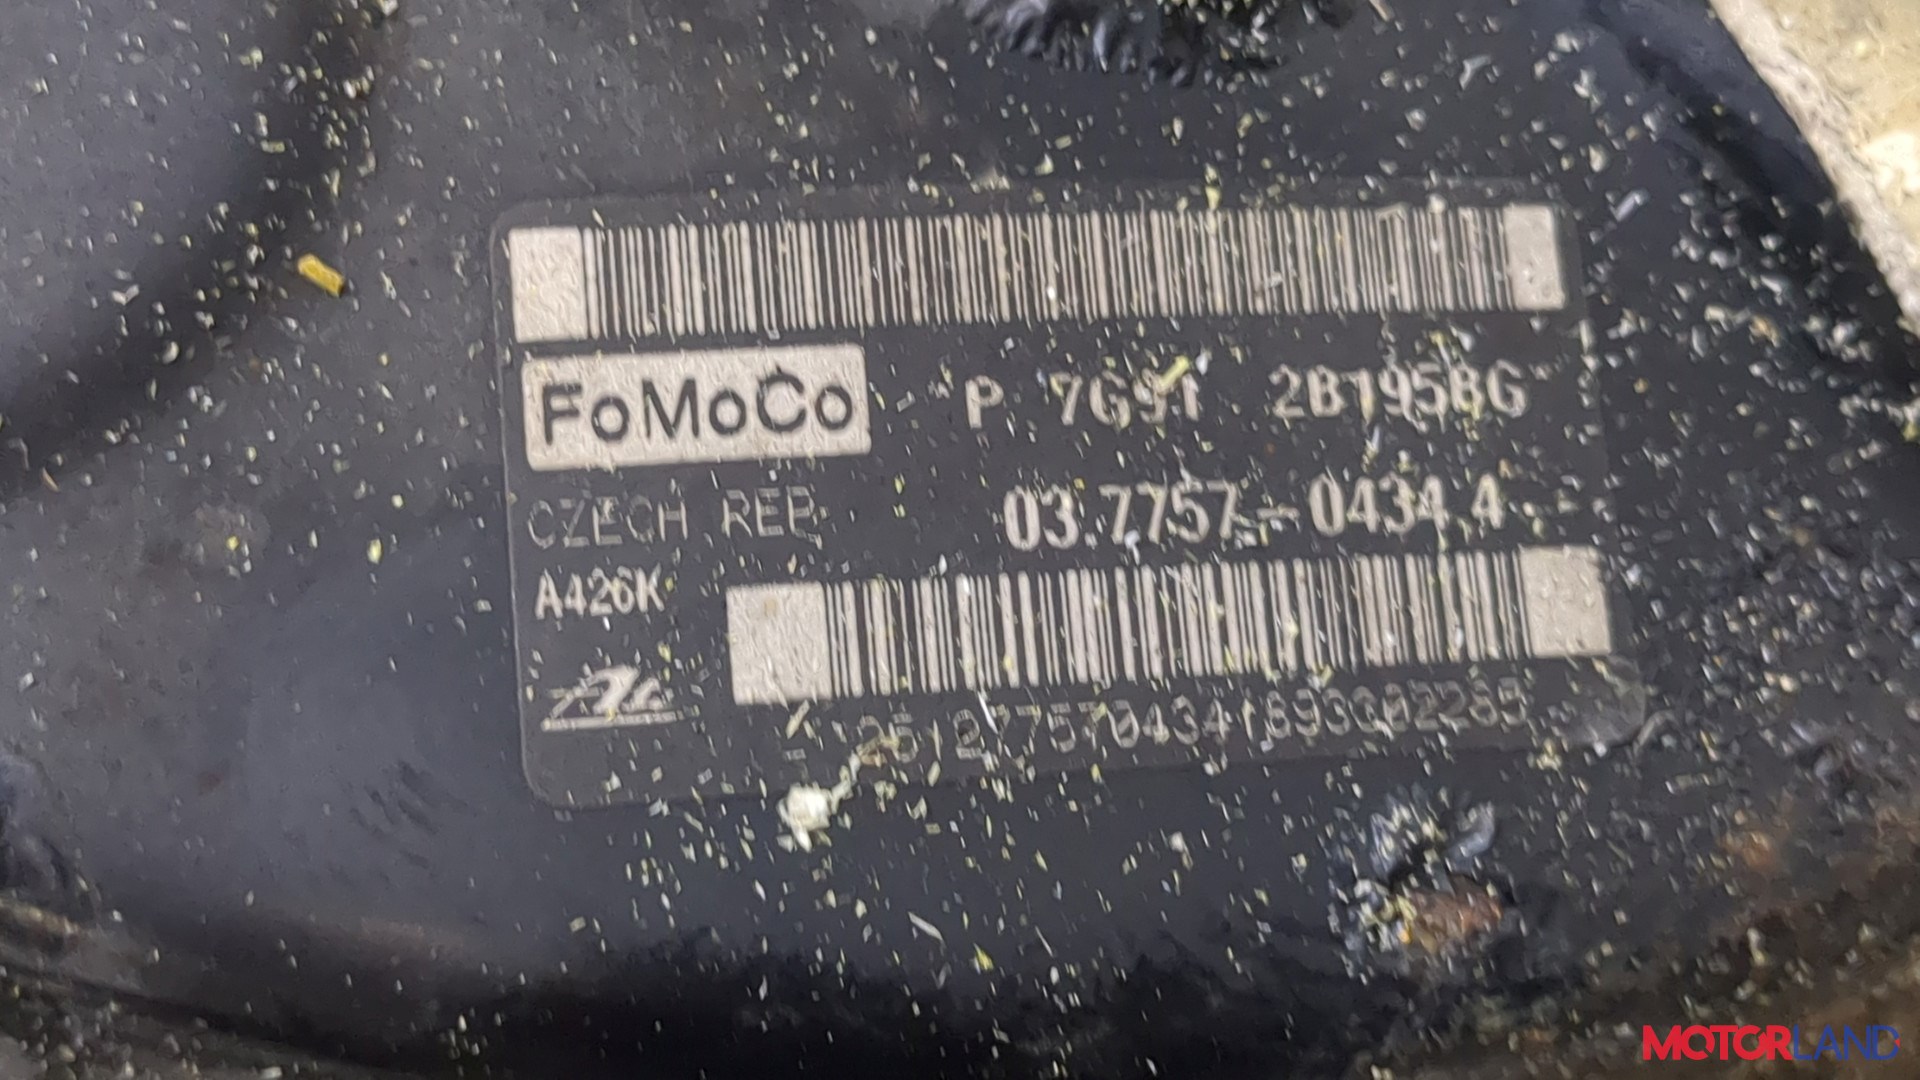 FoMoCo P 7G91 2B195BG
CZECH REP. 03.7757-0434.4
A426K
MOTORLAND